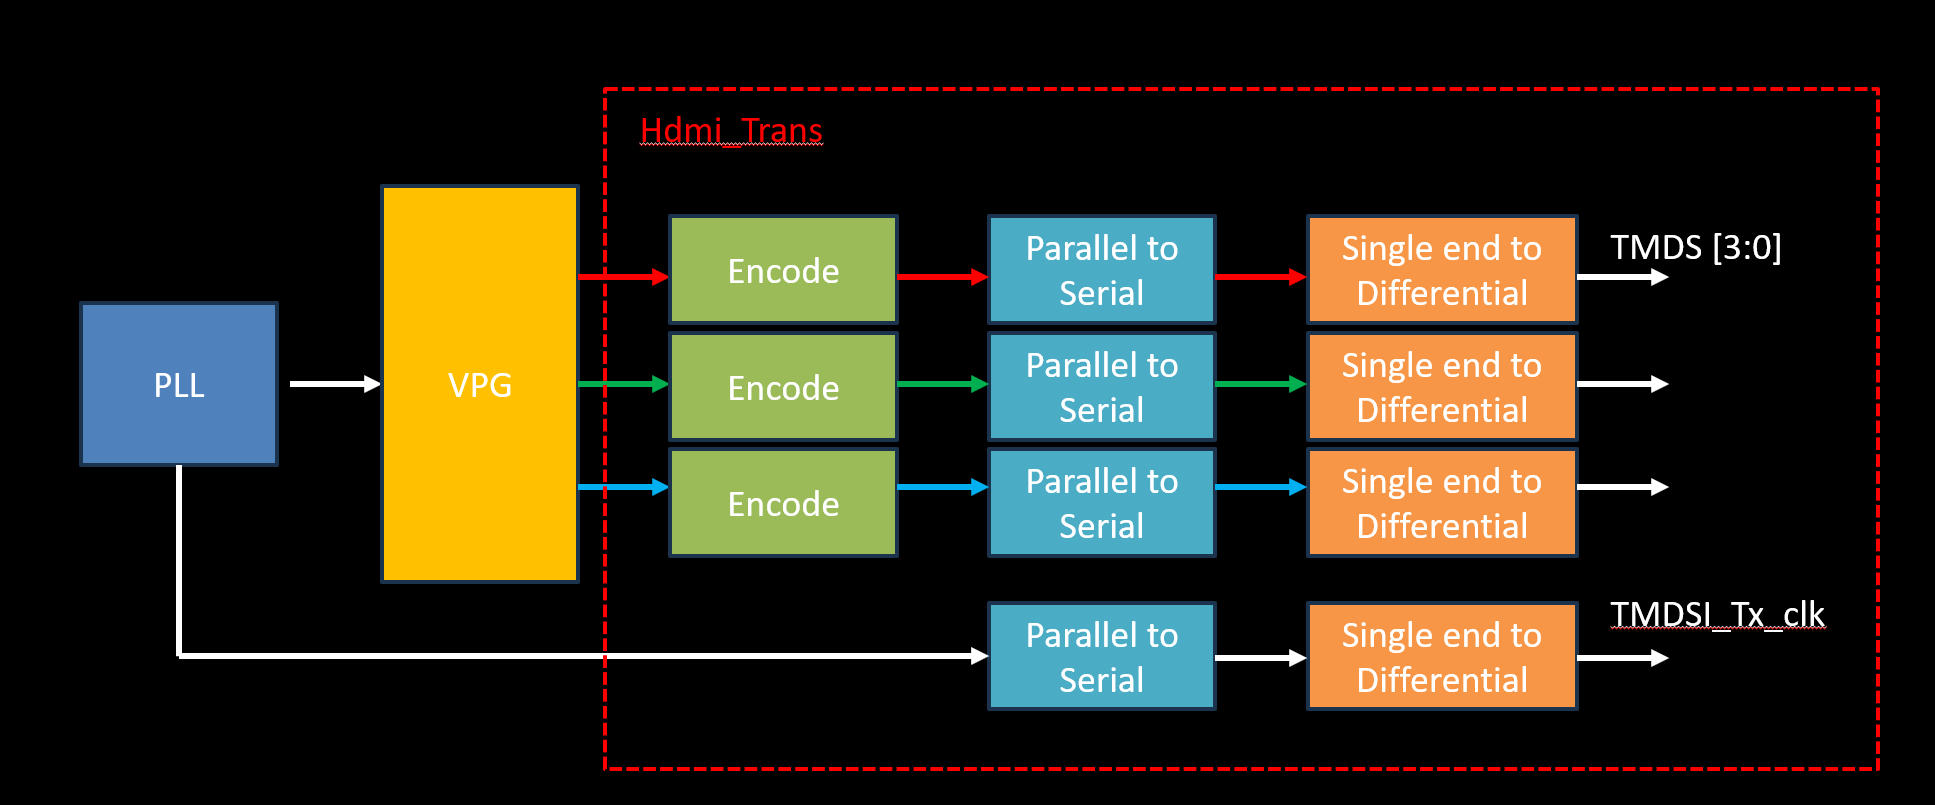 Hdmi_Trans
PLL
VPG
Encode
Parallel to
Serial
Single end to
Differential
TMDS [3:0]
Encode
Parallel to
Serial
Single end to
Differential
Encode
Parallel to
Serial
Single end to
Differential
Parallel to
Serial
Single end to
Differential
TMDSI_Tx_clk